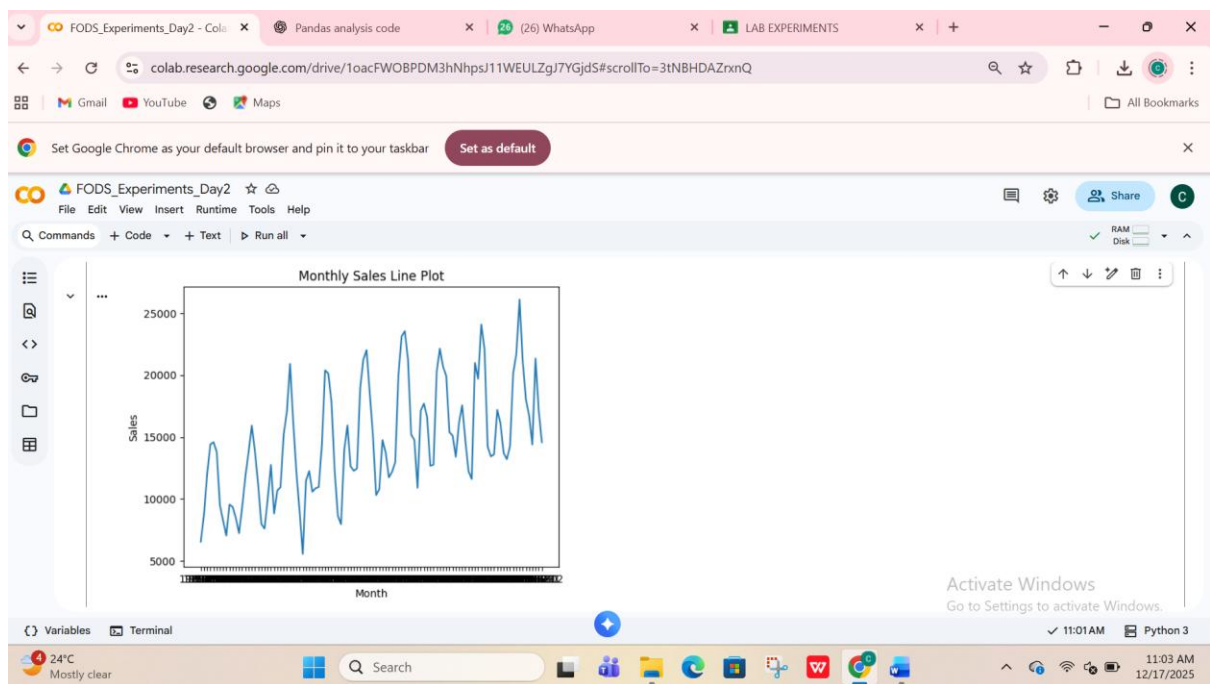 FODS_Experiments_Day2 - Cola
Pandas analysis code
26 (26) WhatsApp
LAB EXPERIMENTS
colab.research.google.com/drive/1oacFWOBPDM3hNhpsJ11WEULZgJ7YGjdS#scrollTo=3tNBHDAZrxnQ
Gmail
YouTube
Maps
All Bookmarks
Set Google Chrome as your default browser and pin it to your taskbar
Set as default
FODS_Experiments_Day2
File Edit View Insert Runtime Tools Help
Share
C
Commands + Code + Text Run all
RAM
Disk
Monthly Sales Line Plot
25000
20000
15000
10000
5000
Sales
Month
Activate Windows
Go to Settings to activate Windows.
{} Variables Terminal
11:01 AM Python 3
4
24°C
Mostly clear
Search
11:03 AM
12/17/2025